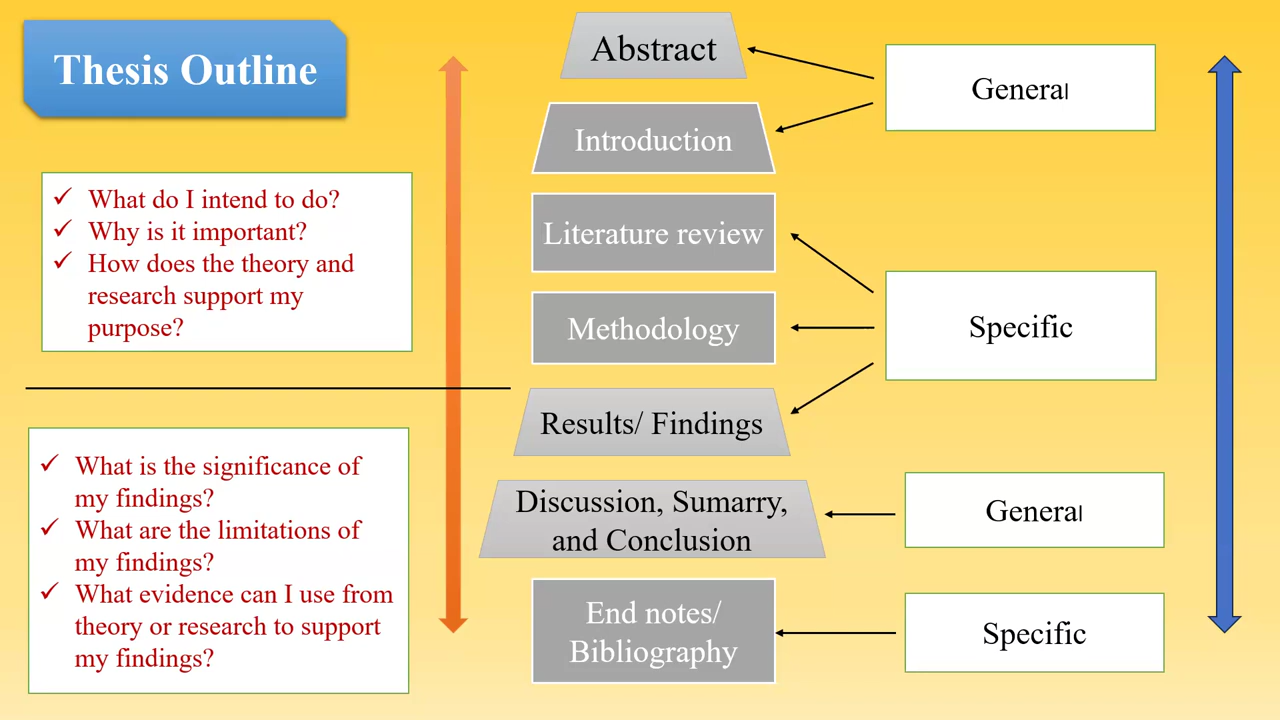 Thesis Outline
What do I intend to do?
Why is it important?
How does the theory and
research support my
purpose?
What is the significance of
my findings?
What are the limitations of
my findings?
What evidence can I use from
theory or research to support
my findings?
Abstract
Introduction
Literature review
Methodology
Results/ Findings
Discussion, Sumarry,
and Conclusion
End notes/
Bibliography
General
Specific
General
Specific